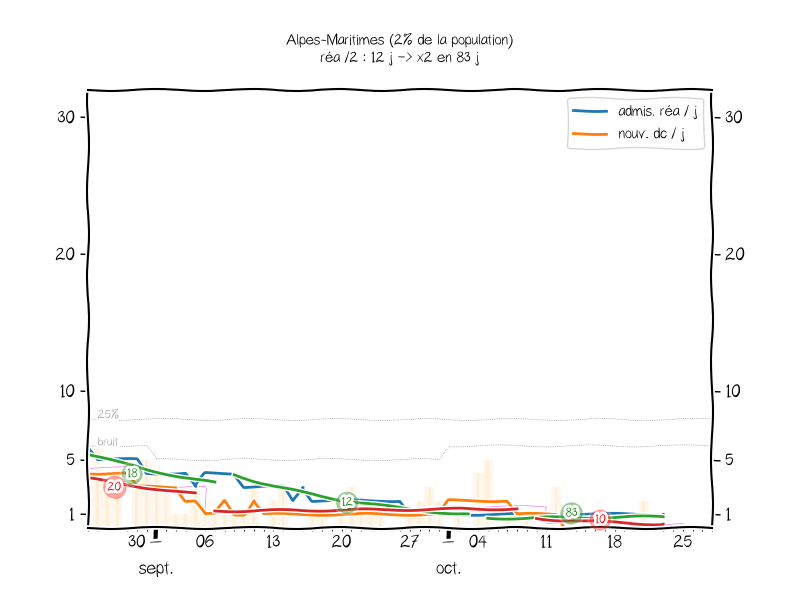 Alpes-Maritimes (2% de la population)
réa /2 : 12 j -> x2 en 83 j
admis. réa / j
nouv. dc / j
30 30
20 20
10 10
25%
bruit
5 5
18
20
12
83
10
1 1
30 06 13 20 27 04 11 18 25
sept. oct.